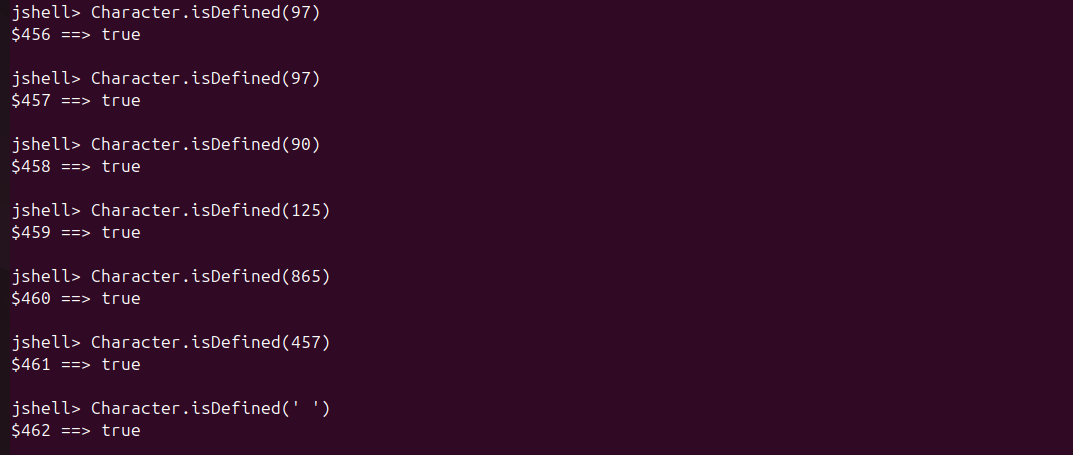 jshell> Character.isDefined(97)
$456 ==> true
jshell> Character.isDefined(97)
$457 ==> true
jshell> Character.isDefined(90)
$458 ==> true
jshell> Character.isDefined(125)
$459 ==> true
jshell> Character.isDefined(865)
$460 ==> true
jshell> Character.isDefined(457)
$461 ==> true
jshell> Character.isDefined(' ')
$462 ==> true